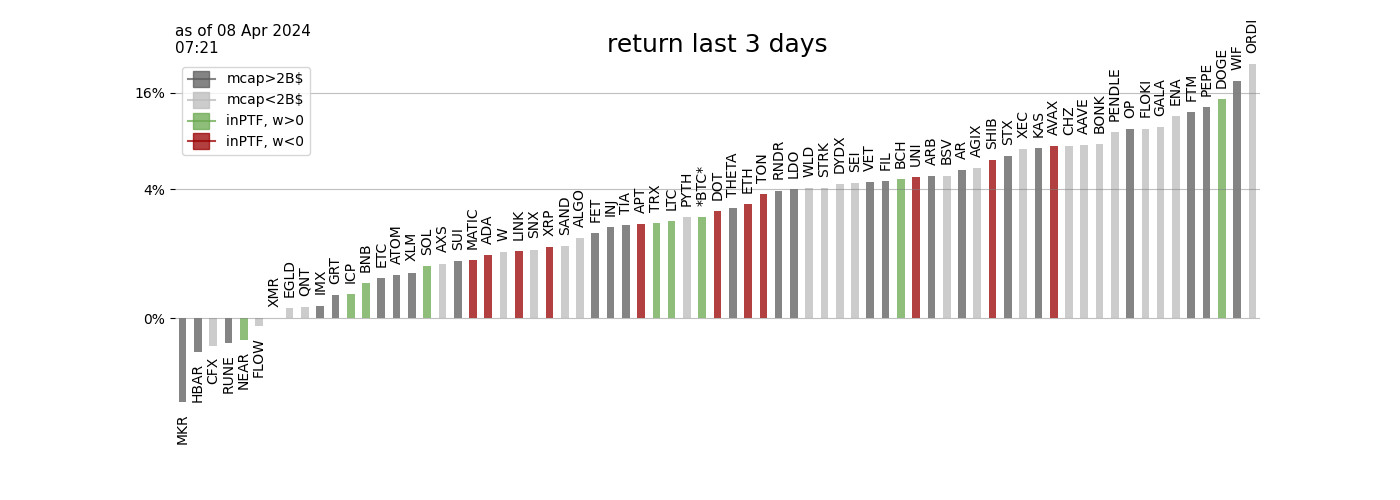 as of 08 Apr 2024
07:21
return last 3 days
mcap>2B$
mcap<2B$
inPTF, w>0
inPTF, w<0
16%
4%
0%
MKR
HBAR
CFX
RUNE
NEAR
FLOW
XMR
EGLD
QNT
IMX
GRT
ICP
BNB
ETC
ATOM
XLM
SOL
AXS
SUI
MATIC
ADA
W
LINK
SNX
XRP
SAND
ALGO
FET
INJ
TIA
APT
TRX
LTC
PYTH
*BTC*
DOT
THETA
ETH
TON
RNDR
LDO
WLD
STRK
DYDX
SEI
VET
FIL
BCH
UNI
ARB
BSV
AR
AGIX
SHIB
STX
XEC
KAS
AVAX
CHZ
AAVE
BONK
PENDLE
OP
FLOKI
GALA
ENA
FTM
PEPE
DOGE
WIF
ORDI